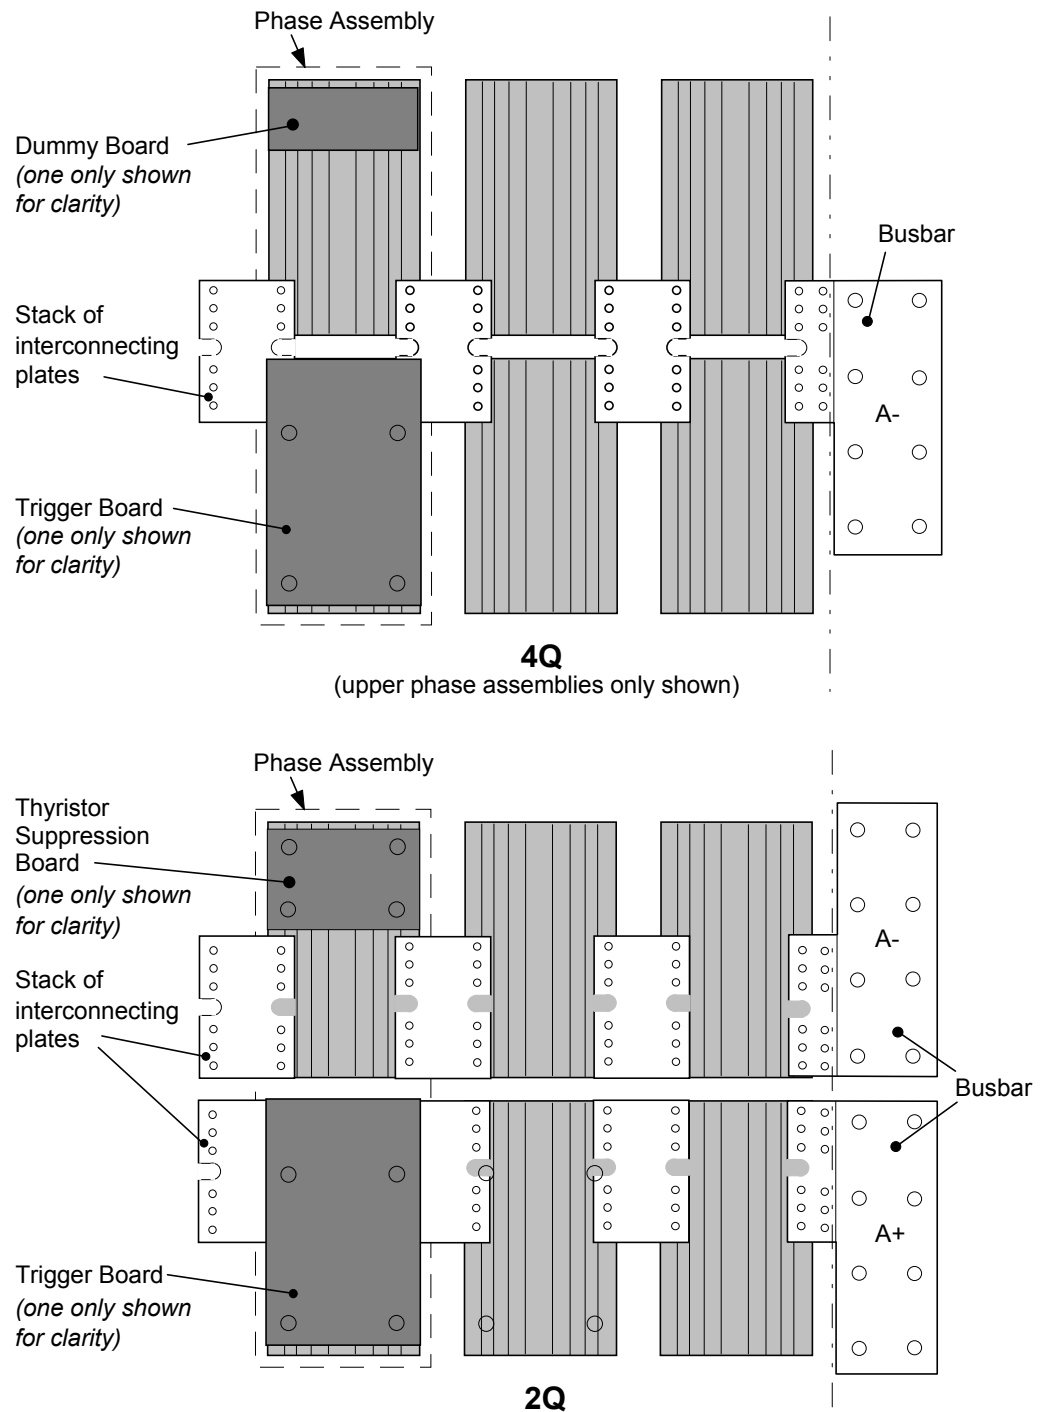 Phase Assembly
Dummy Board
(one only shown
for clarity)
Busbar
Stack of
interconnecting
plates
A-
Trigger Board
(one only shown
for clarity)
4Q
(upper phase assemblies only shown)
Phase Assembly
Thyristor
Suppression
Board
(one only shown
for clarity)
A-
Stack of
interconnecting
plates
Busbar
A+
Trigger Board
(one only shown
for clarity)
2Q